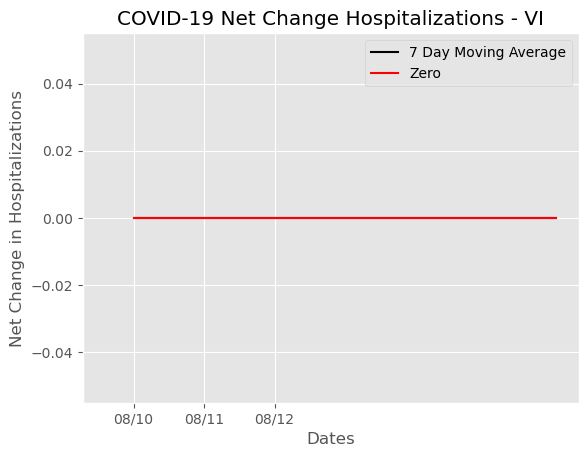 COVID-19 Net Change Hospitalizations - VI
7 Day Moving Average
Zero
Net Change in Hospitalizations
0.04
0.02
0.00
−0.02
−0.04
08/10 08/11 08/12
Dates